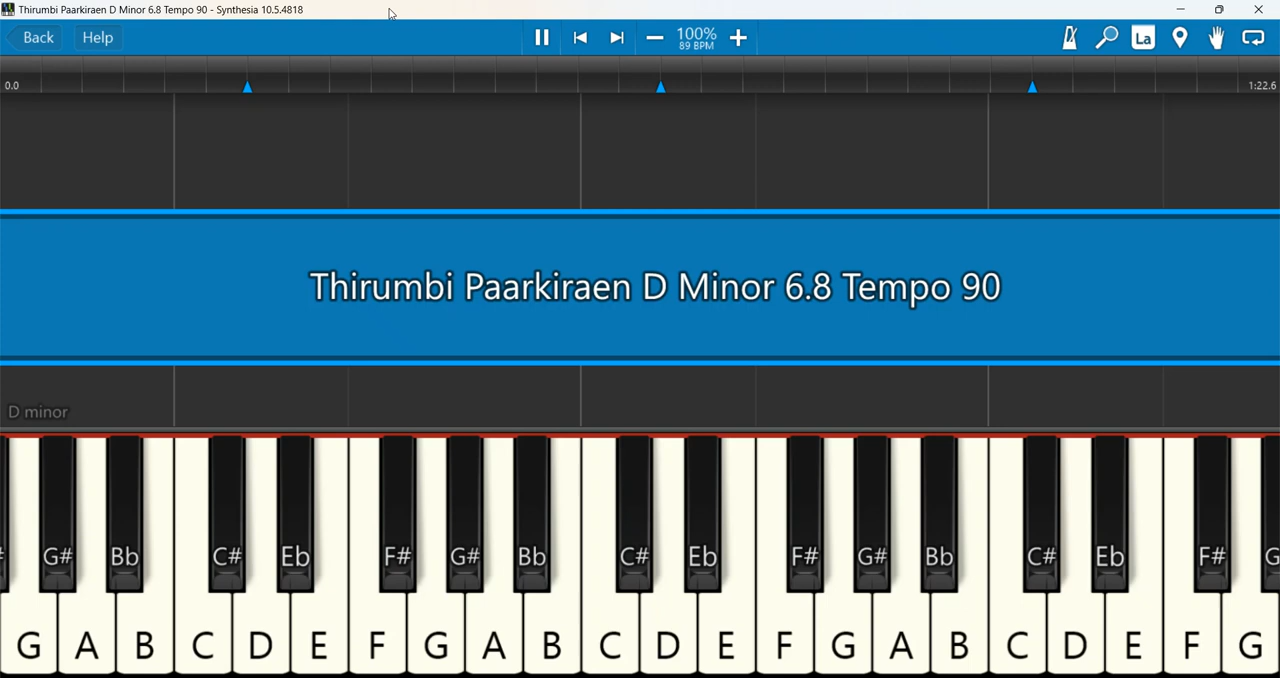 Thirumbi Paarkiraen D Minor 6.8 Tempo 90 - Synthesia 10.5.4818
Back Help 100% La
89 BPM
0.0 1:22.6
Thirumbi Paarkiraen D Minor 6.8 Tempo 90
D minor
G# Bb C# Eb F# G# Bb C# Eb F# G# Bb C# Eb F#
G A B C D E F G A B C D E F G A B C D E F G